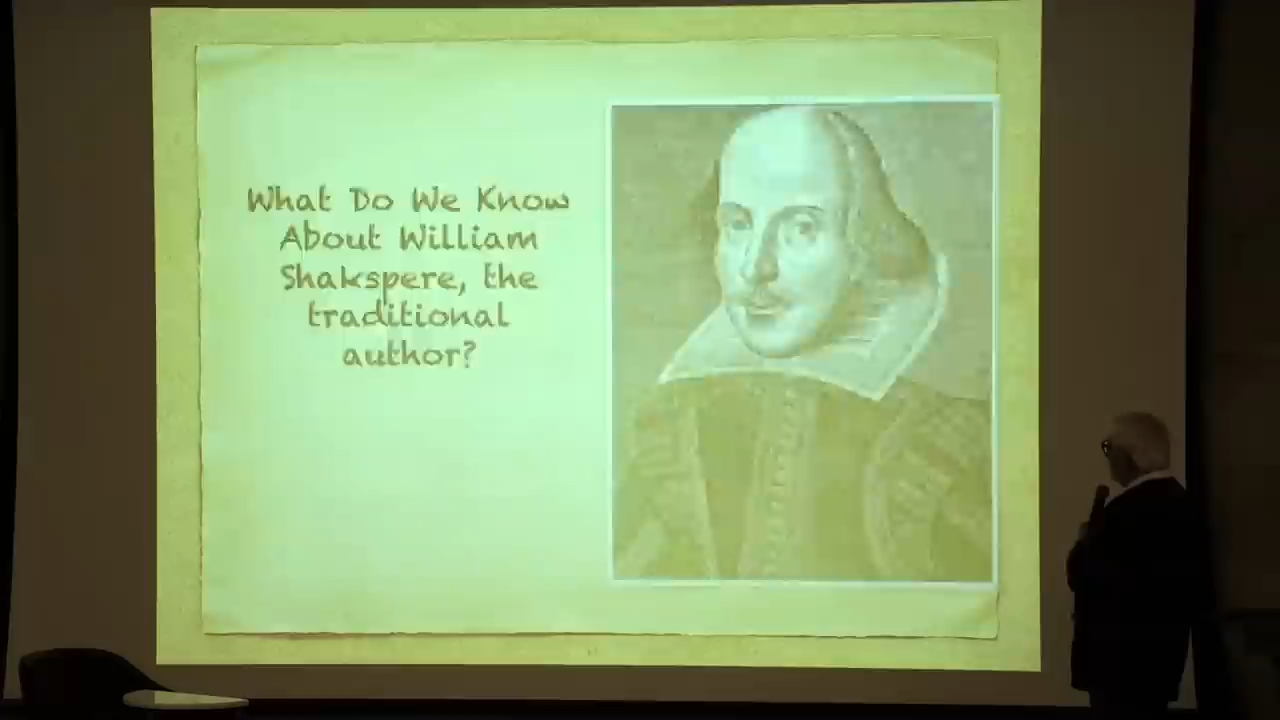 What Do We Know
About William
Shakspere, the
traditional
author?